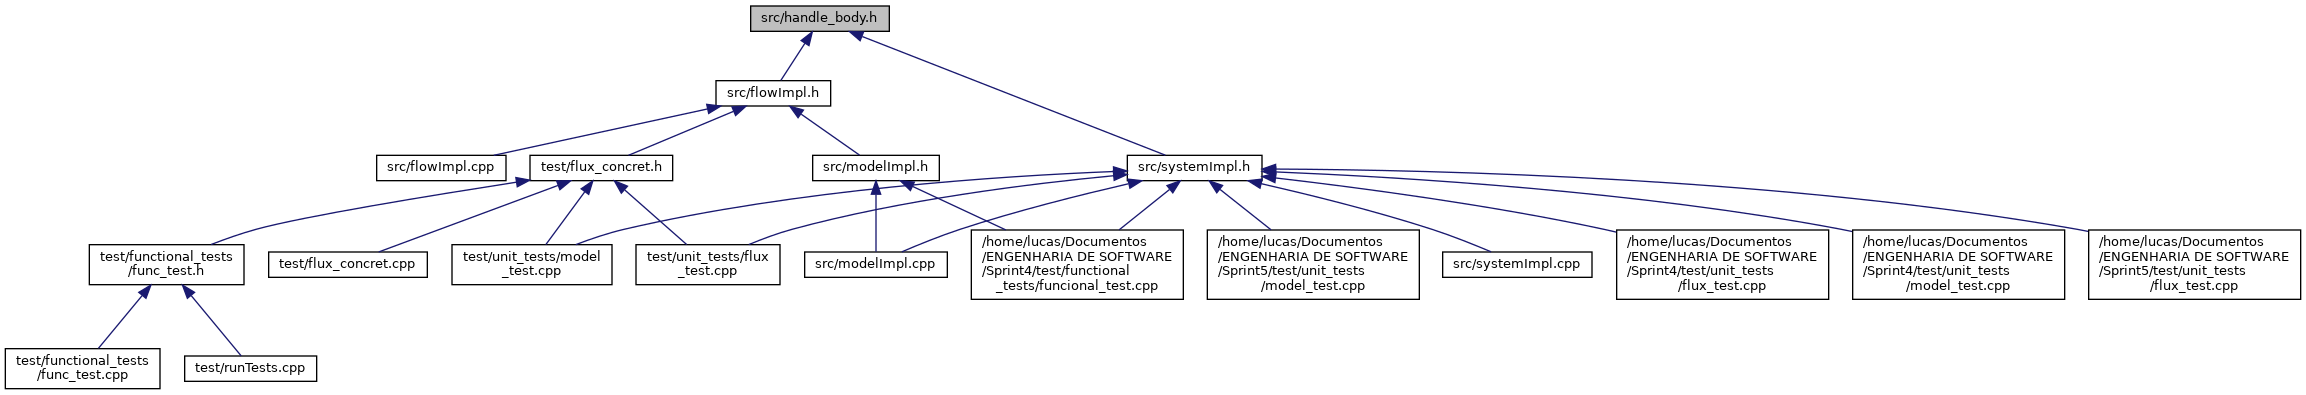 src/handle_body.h
src/flowImpl.h
src/flowImpl.cpp
test/flux_concret.h
src/modelImpl.h
src/systemImpl.h
test/functional_tests
/func_test.h
test/flux_concret.cpp
test/unit_tests/model
_test.cpp
test/unit_tests/flux
_test.cpp
src/modelImpl.cpp
/home/lucas/Documentos
/ENGENHARIA DE SOFTWARE
/Sprint4/test/functional
_tests/funcional_test.cpp
/home/lucas/Documentos
/ENGENHARIA DE SOFTWARE
/Sprint5/test/unit_tests
/model_test.cpp
src/systemImpl.cpp
/home/lucas/Documentos
/ENGENHARIA DE SOFTWARE
/Sprint4/test/unit_tests
/flux_test.cpp
/home/lucas/Documentos
/ENGENHARIA DE SOFTWARE
/Sprint4/test/unit_tests
/model_test.cpp
/home/lucas/Documentos
/ENGENHARIA DE SOFTWARE
/Sprint5/test/unit_tests
/flux_test.cpp
test/functional_tests
/func_test.cpp
test/runTests.cpp